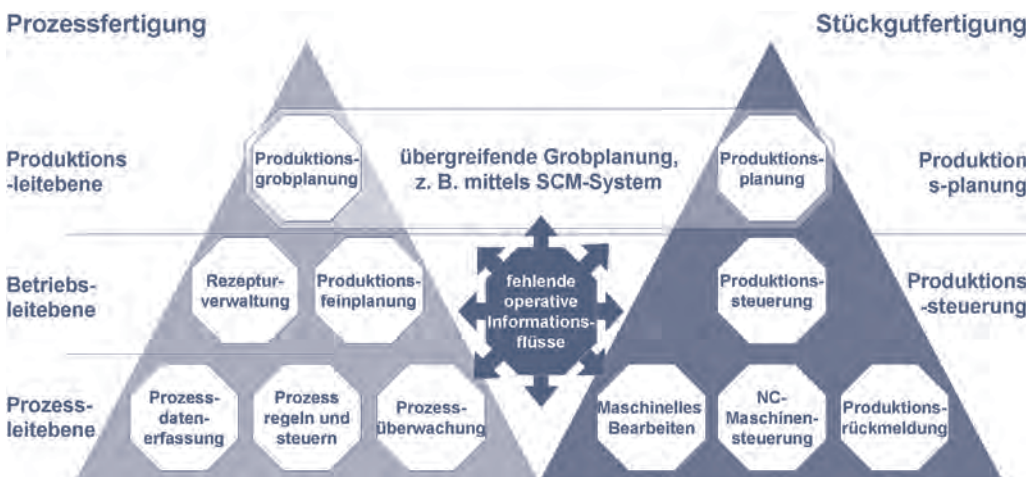 Prozessfertigung
Stückgutfertigung
Produktions
-leitebene
Produktions-
grobplanung
übergreifende Grobplanung,
z. B. mittels SCM-System
Produktions-
planung
Produktion
s-planung
Betriebs-
leitebene
Rezeptur-
verwaltung
Produktions-
feinplanung
fehlende
operative
Informations-
flüsse
Produktions-
steuerung
Produktions
-steuerung
Prozess-
leitebene
Prozess-
daten-
erfassung
Prozess
regeln und
steuern
Prozess-
überwachung
Maschinelles
Bearbeiten
NC-
Maschinen-
steuerung
Produktions-
rückmeldung